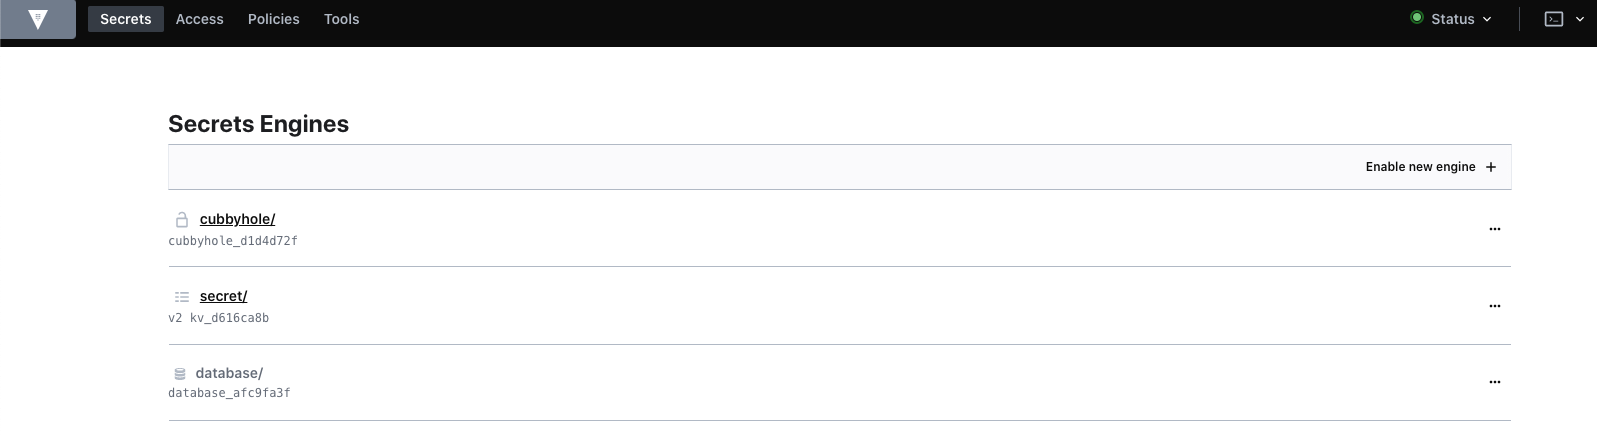 Secrets Access Policies Tools Status
Secrets Engines
Enable new engine
cubbyhole/
cubbyhole_d1d4d72f
secret/
v2 kv_d616ca8b
database/
database_afc9fa3f